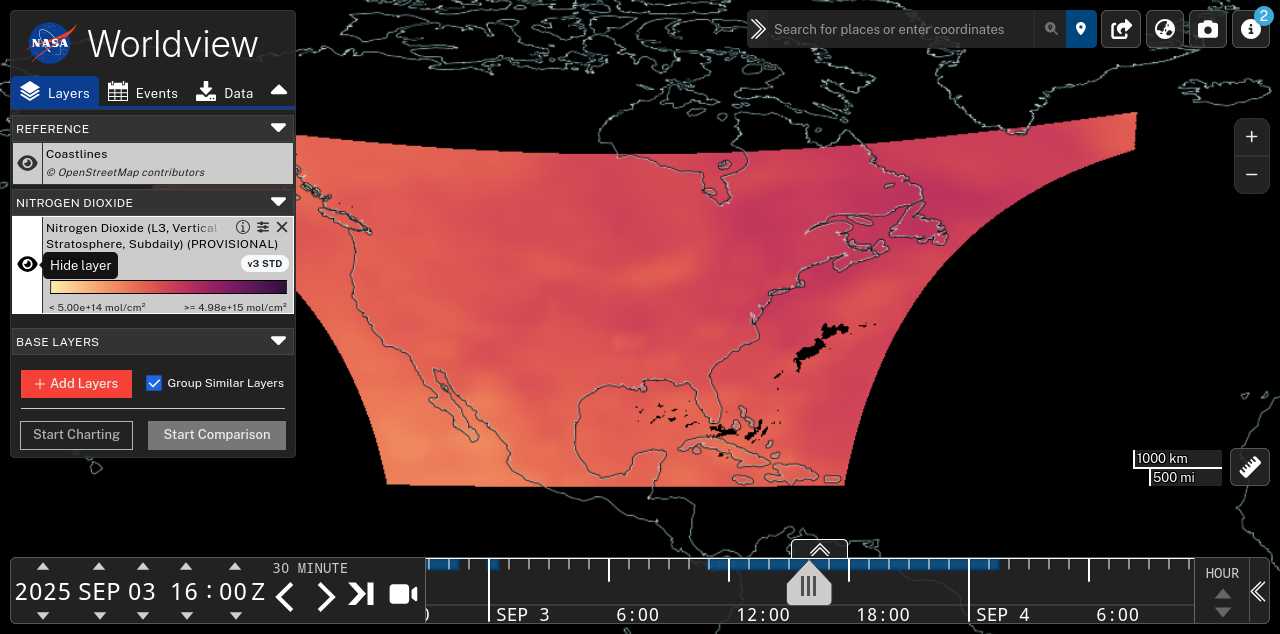 NASA
Worldview
Layers
Events
Data
REFERENCE
Coastlines
© OpenStreetMap contributors
NITROGEN DIOXIDE
Nitrogen Dioxide (L3, Vertical
Stratosphere, Subdaily) (PROVISIONAL)
Hide layer
v3 STD
< 5.00e+14 mol/cm²
>= 4.98e+15 mol/cm²
BASE LAYERS
+ Add Layers
Group Similar Layers
Start Charting
Start Comparison
Search for places or enter coordinates
2
+
−
1000 km
500 mi
2025 SEP 03 16 : 00 Z
30 MINUTE
SEP 3
6:00
12:00
18:00
SEP 4
6:00
HOUR